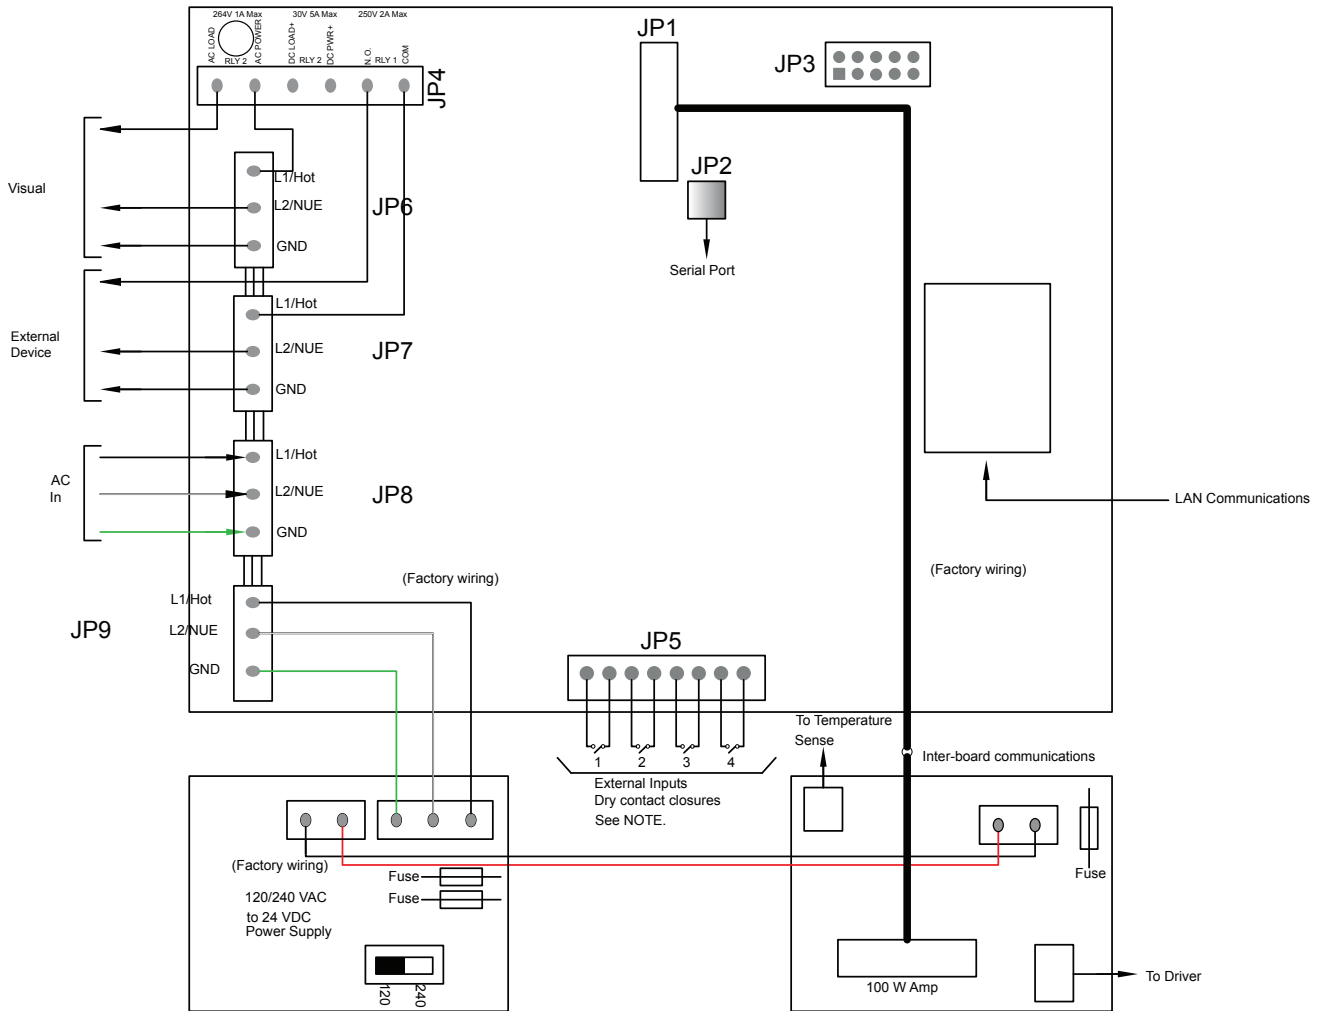 264V 1A Max
30V 5A Max
250V 2A Max
AC LOAD
RLY 2
AC POWER
DC LOAD+
RLY 2
DC PWR+
N.O.
RLY 1
COM
JP4
JP1
JP3
JP2
Serial Port
Visual
L1/Hot
L2/NUE
GND
JP6
External
Device
L1/Hot
L2/NUE
GND
JP7
AC
In
L1/Hot
L2/NUE
GND
JP8
LAN Communications
(Factory wiring)
(Factory wiring)
JP9
L1/Hot
L2/NUE
GND
JP5
1
2
3
4
External Inputs
Dry contact closures
See NOTE.
To Temperature
Sense
Inter-board communications
(Factory wiring)
120/240 VAC
to 24 VDC
Power Supply
Fuse
Fuse
120
240
Fuse
100 W Amp
To Driver